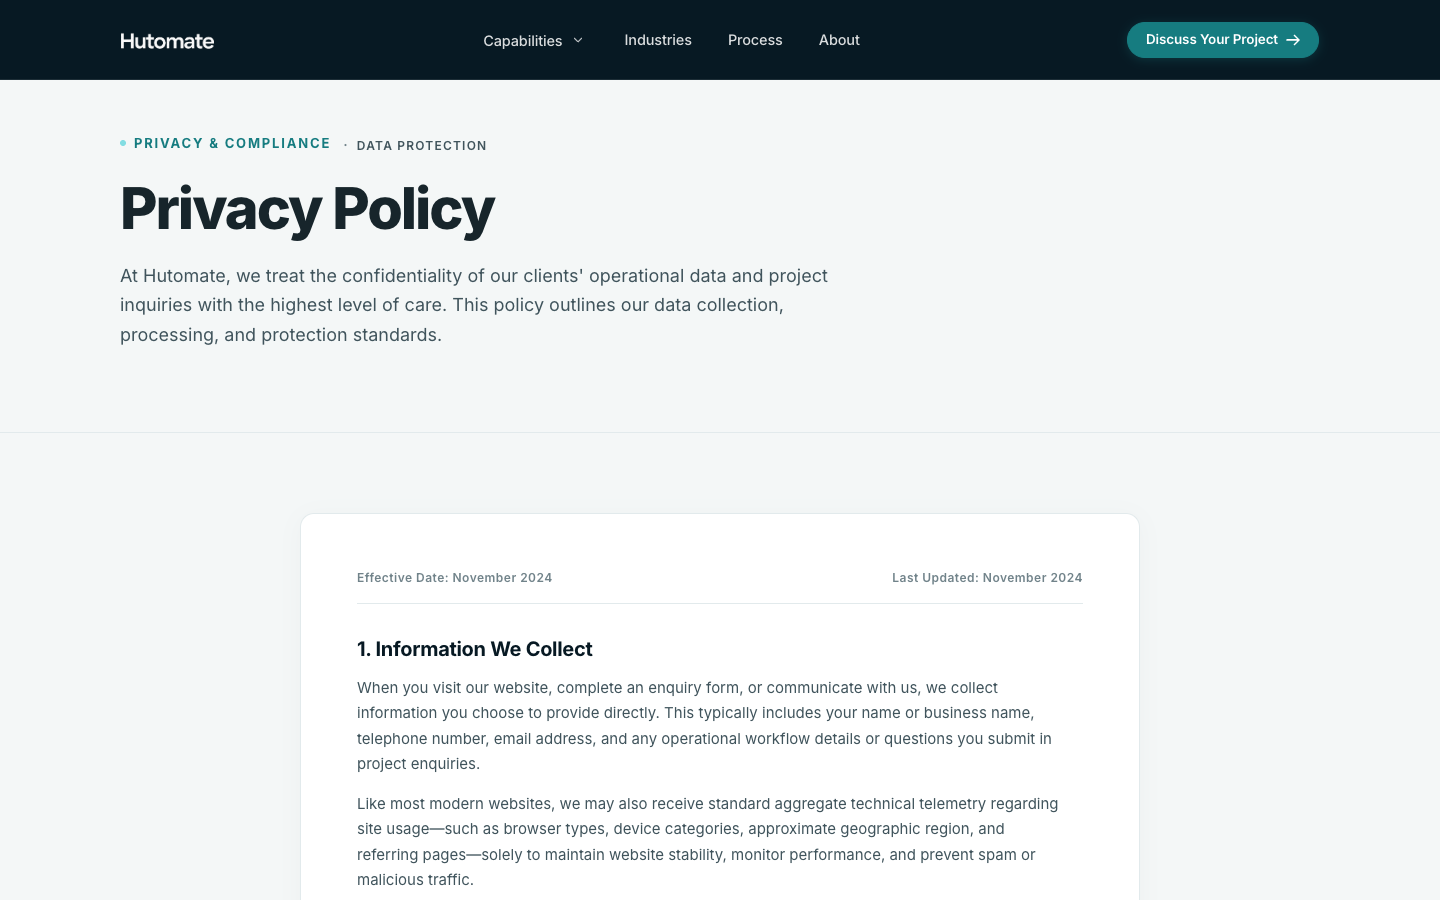 Hutomate
Capabilities
Industries
Process
About
Discuss Your Project
PRIVACY & COMPLIANCE · DATA PROTECTION
Privacy Policy
At Hutomate, we treat the confidentiality of our clients' operational data and project
inquiries with the highest level of care. This policy outlines our data collection,
processing, and protection standards.
Effective Date: November 2024
Last Updated: November 2024
1. Information We Collect
When you visit our website, complete an enquiry form, or communicate with us, we collect
information you choose to provide directly. This typically includes your name or business name,
telephone number, email address, and any operational workflow details or questions you submit in
project enquiries.
Like most modern websites, we may also receive standard aggregate technical telemetry regarding
site usage—such as browser types, device categories, approximate geographic region, and
referring pages—solely to maintain website stability, monitor performance, and prevent spam or
malicious traffic.